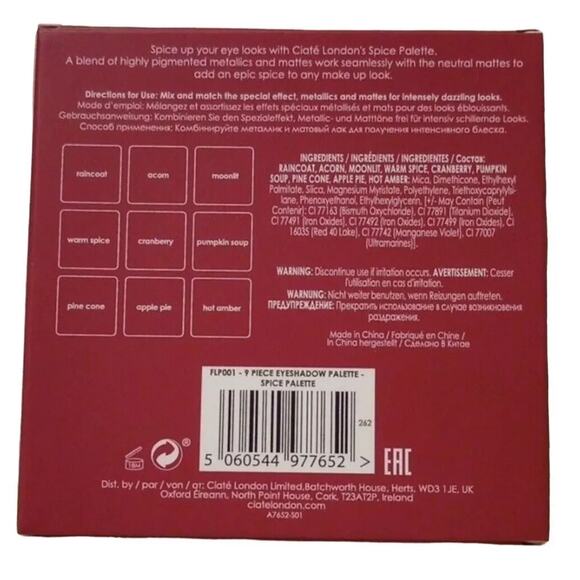 Spice up your eye looks with Ciaté London's Spice Palette.
A blend of highly pigmented metallics and mattes work seamlessly with the neutral mattes to
add an epic spice to any make up look.
Directions for Use: Mix and match the special effect, metallics and mattes for intensely dazzling looks.
Mode d'emploi: Mélangez et assortissez les effets spéciaux métallisés et mats pour des looks éblouissants.
Gebrauchsanweisung: Kombinieren Sie den Spezialeffekt, Metallic- und Matttöne frei für intensiv schillernde Looks.
Способ применения: Комбинируйте металлик и матовый лак для получения интенсивного блеска.
raincoat
acorn
moonlit
warm spice
cranberry
pumpkin soup
pine cone
apple pie
hot amber
INGREDIENTS / INGRÉDIENTS / INGREDIENTES / Состав:
RAINCOAT, ACORN, MOONLIT, WARM SPICE, CRANBERRY, PUMPKIN
SOUP, PINE CONE, APPLE PIE, HOT AMBER: Mica, Dimethicone, Ethylhexyl
Palmitate, Silica, Magnesium Myristate, Polyethylene, Triethoxycaprylylsi-
lane, Phenoxyethanol, Ethylhexylglycerin, [+/- May Contain (Peut
Contenir): CI 77163 (Bismuth Oxychloride), CI 77891 (Titanium Dioxide),
CI 77491 (Iron Oxides), CI 77492 (Iron Oxides), CI 77499 (Iron Oxides), CI
16035 (Red 40 Lake), CI 77742 (Manganese Violet), CI 77007
(Ultramarines)].
WARNING: Discontinue use if irritation occurs. AVERTISSEMENT: Cesser
l'utilisation en cas d'irritation.
WARNUNG: Nicht weiter benutzen, wenn Reizungen auftreten.
ПРЕДУПРЕЖДЕНИЕ: Прекратить использование в случае возникновения
раздражения.
Made in China / Fabriqué en Chine /
In China hergestellt / Сделано В Китае
FLP001 - 9 PIECE EYESHADOW PALETTE -
SPICE PALETTE
262
5 060544 977652 >
18M
EAC
Dist. by / par / von / от: Ciaté London Limited, Batchworth House, Herts. WD3 1JE, UK
Oxford Éireann, North Point House, Cork, T23AT2P, Ireland
ciatelondon.com
A7652-S01